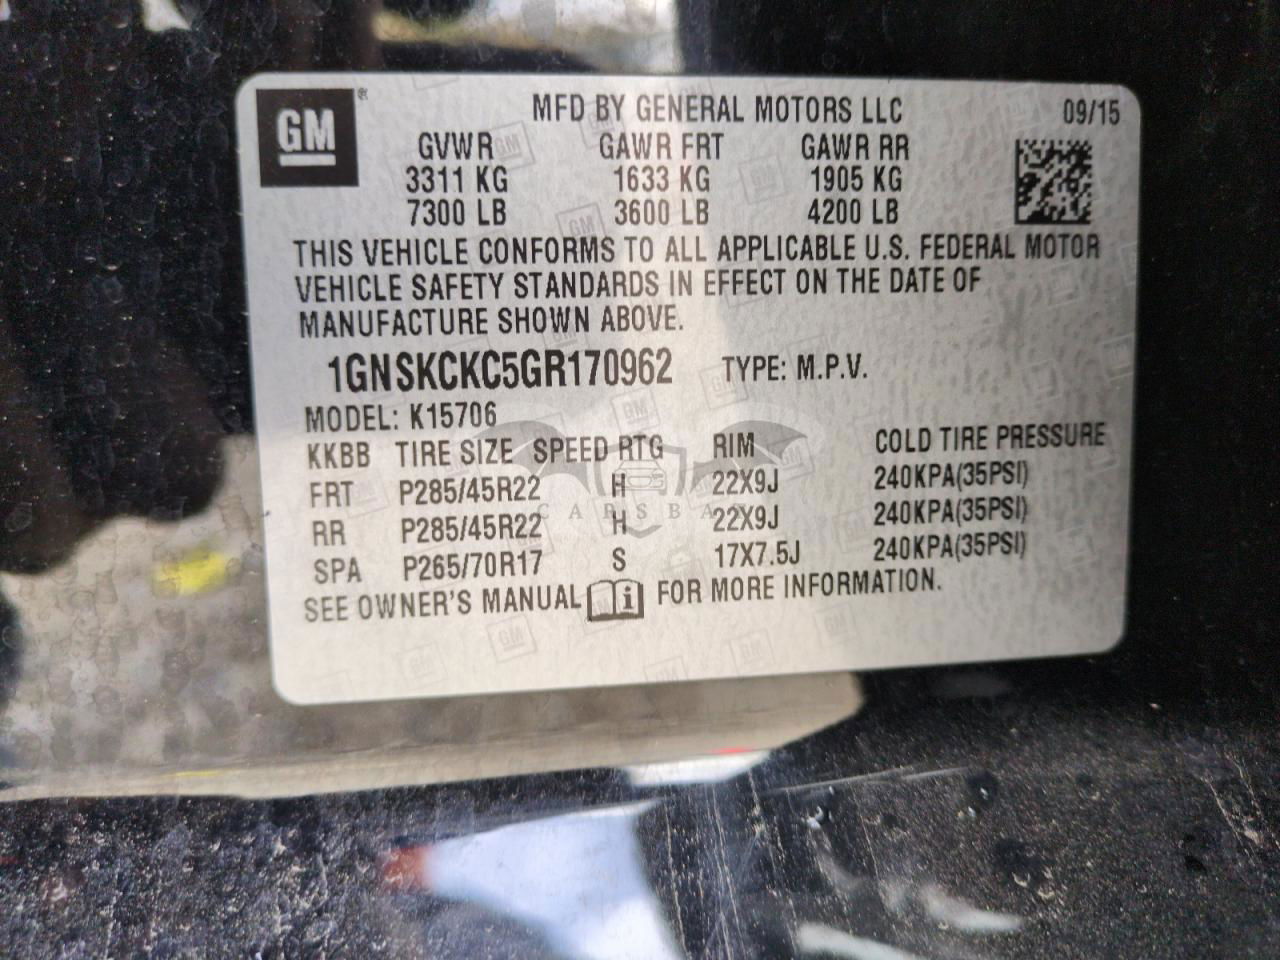 GM ®
MFD BY GENERAL MOTORS LLC 09/15
GVWR GAWR FRT GAWR RR
3311 KG 1633 KG 1905 KG
7300 LB 3600 LB 4200 LB
THIS VEHICLE CONFORMS TO ALL APPLICABLE U.S. FEDERAL MOTOR
VEHICLE SAFETY STANDARDS IN EFFECT ON THE DATE OF
MANUFACTURE SHOWN ABOVE.
1GNSKCKC5GR170962 TYPE: M.P.V.
MODEL: K15706
KKBB TIRE SIZE SPEED RTG RIM COLD TIRE PRESSURE
FRT P285/45R22 H 22X9J 240KPA(35PSI)
RR P285/45R22 H 22X9J 240KPA(35PSI)
SPA P265/70R17 S 17X7.5J 240KPA(35PSI)
SEE OWNER'S MANUAL i FOR MORE INFORMATION.